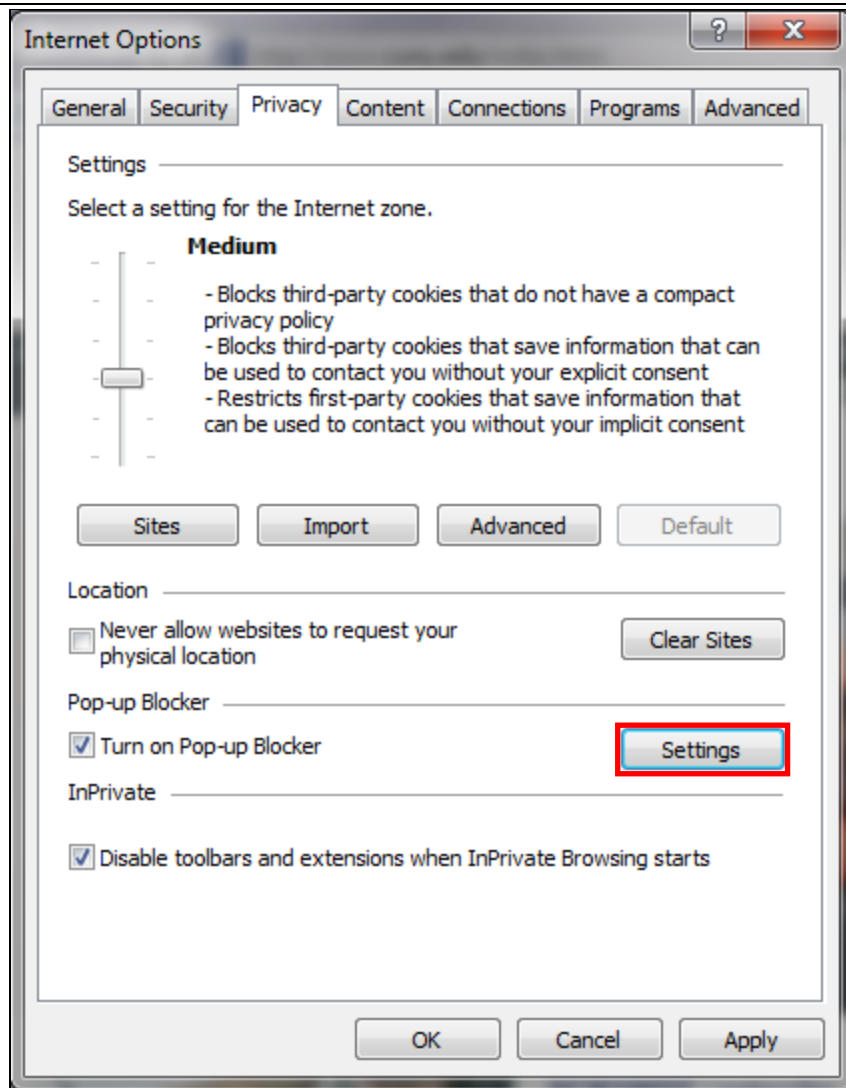 Internet Options
?
X
General Security Privacy Content Connections Programs Advanced
Settings
Select a setting for the Internet zone.
Medium
- Blocks third-party cookies that do not have a compact
privacy policy
- Blocks third-party cookies that save information that can
be used to contact you without your explicit consent
- Restricts first-party cookies that save information that
can be used to contact you without your implicit consent
Sites Import Advanced Default
Location
Never allow websites to request your
physical location
Clear Sites
Pop-up Blocker
Turn on Pop-up Blocker
Settings
InPrivate
Disable toolbars and extensions when InPrivate Browsing starts
OK Cancel Apply